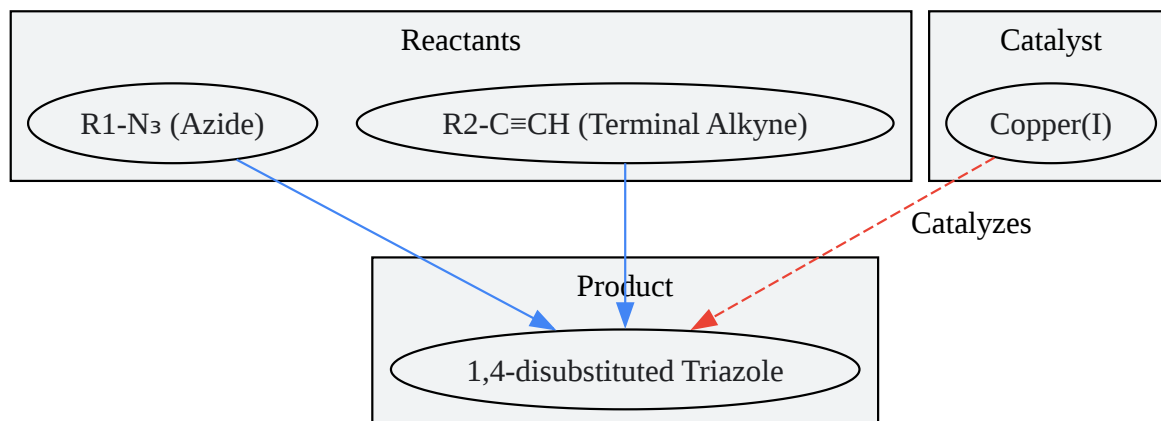 Reactants
Catalyst
R1-N₃ (Azide)
R2-C≡CH (Terminal Alkyne)
Copper(I)
Catalyzes
Product
1,4-disubstituted Triazole